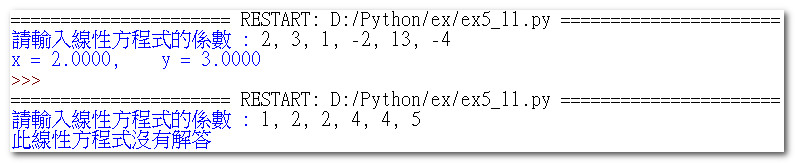 ====================== RESTART: D:/Python/ex/ex5_11.py ======================
請輸入線性方程式的係數 : 2, 3, 1, -2, 13, -4
x = 2.0000,    y = 3.0000
>>>
====================== RESTART: D:/Python/ex/ex5_11.py ======================
請輸入線性方程式的係數 : 1, 2, 2, 4, 4, 5
此線性方程式沒有解答